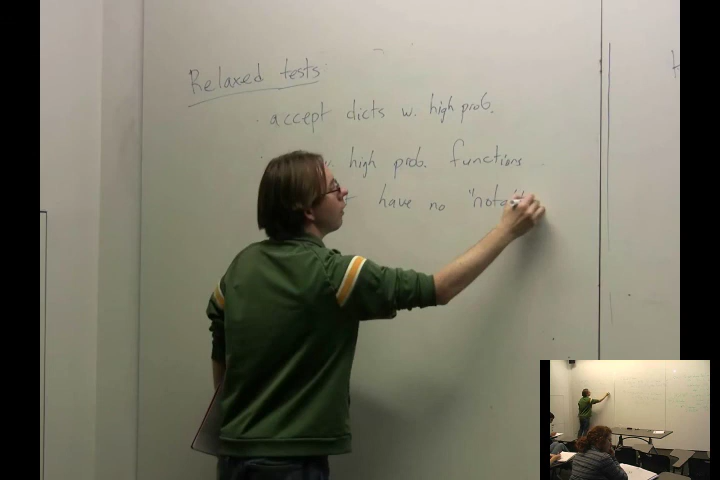 Relaxed tests:
· accept dicts w. high prob.
· w. high prob. functions
have no "nota